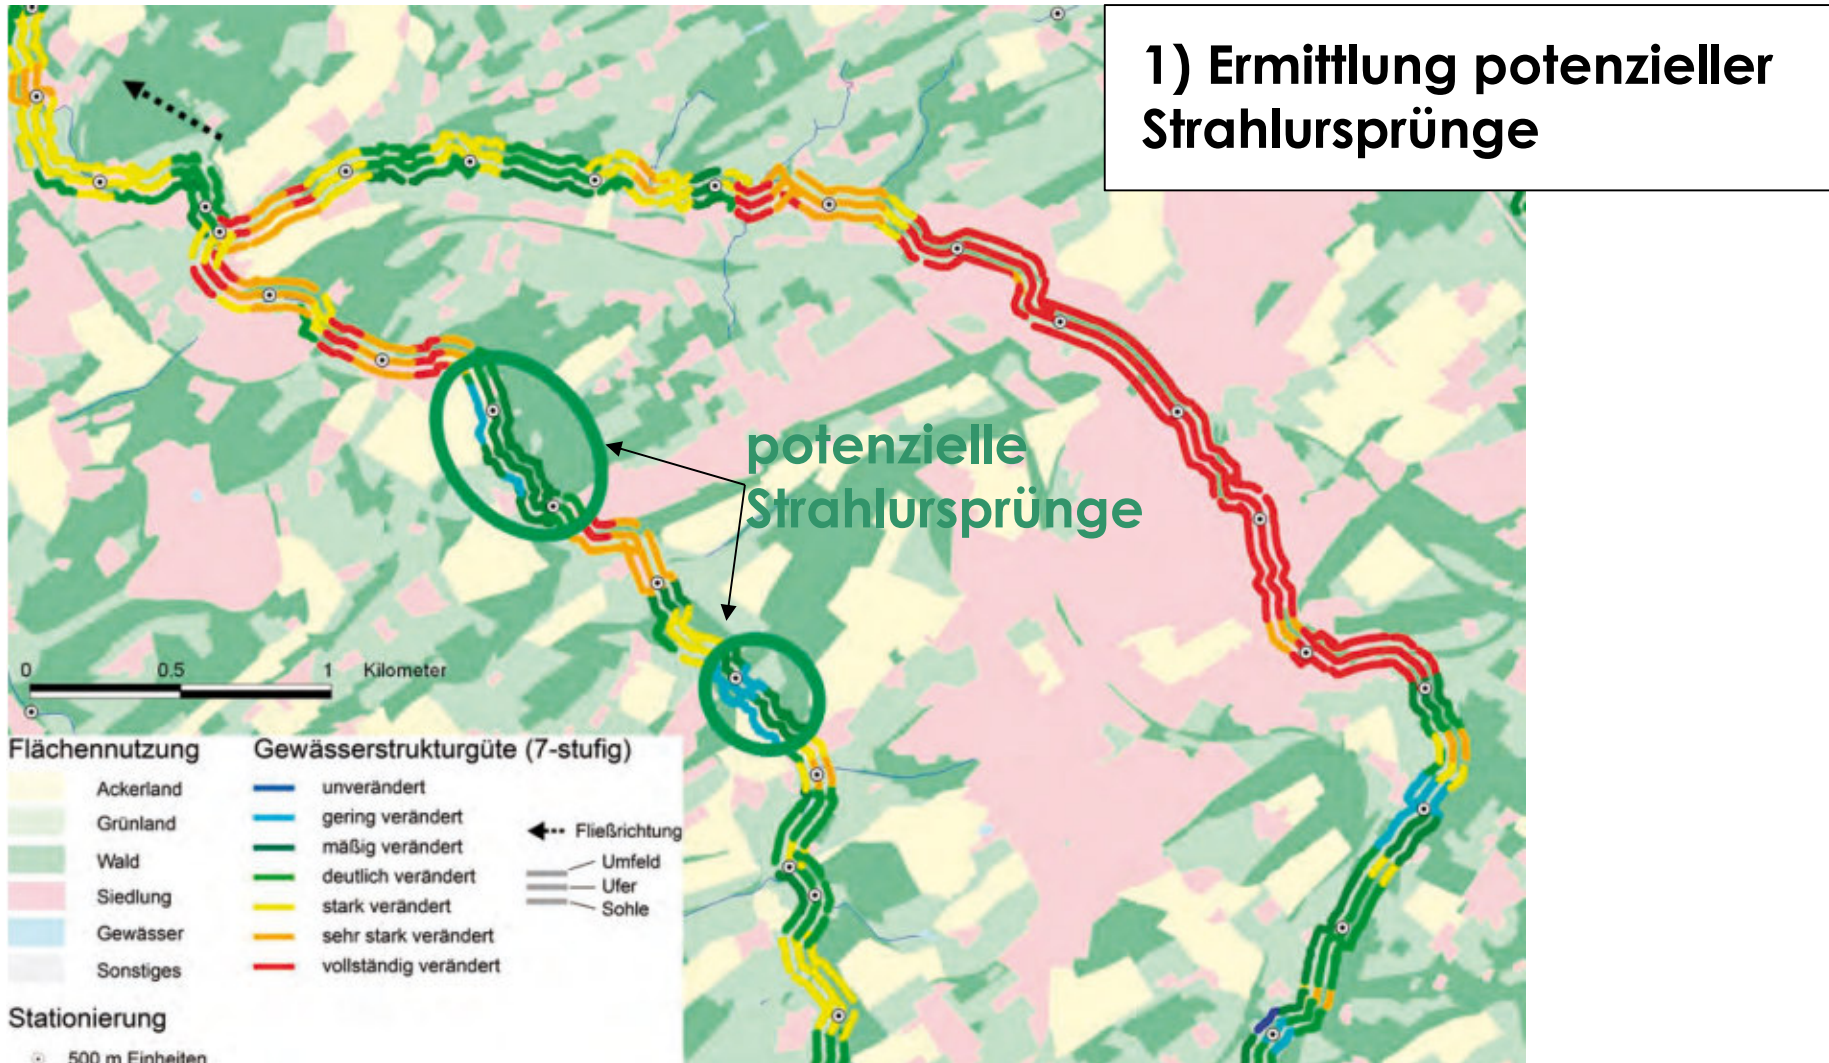 1) Ermittlung potenzieller
Strahlursprünge
potenzielle
Strahlursprünge
0 0.5 1 Kilometer
Flächennutzung
Ackerland
Grünland
Wald
Siedlung
Gewässer
Sonstiges
Gewässerstrukturgüte (7-stufig)
unverändert
gering verändert
mäßig verändert
deutlich verändert
stark verändert
sehr stark verändert
vollständig verändert
Fließrichtung
Umfeld
Ufer
Sohle
Stationierung
500 m Einheiten